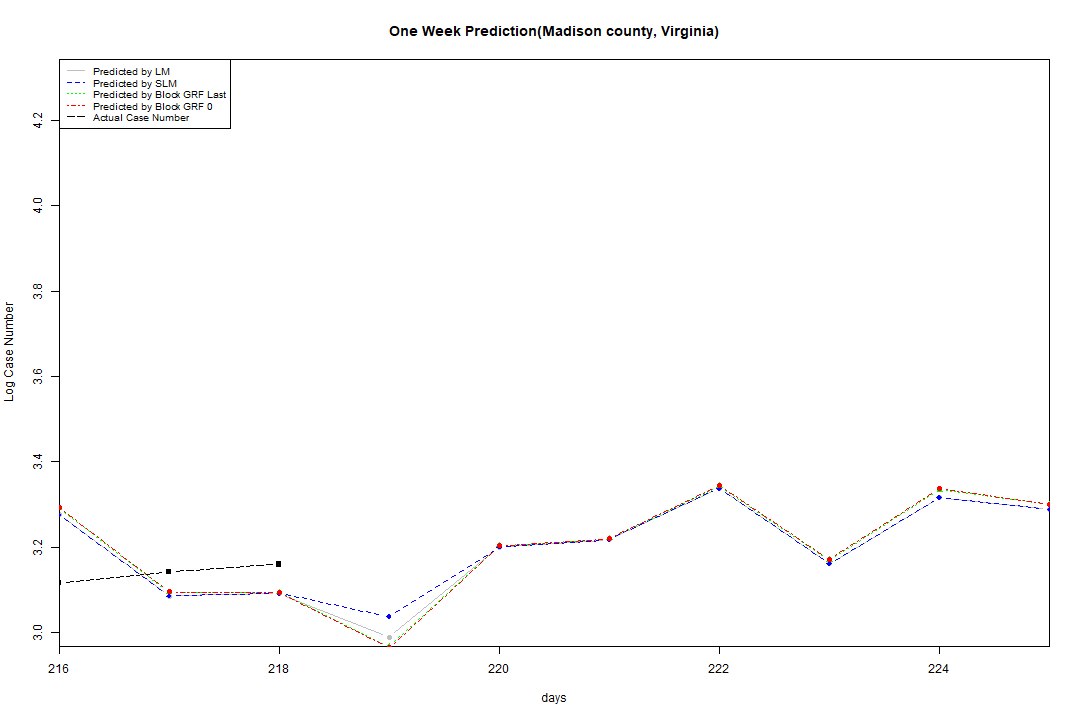 One Week Prediction(Madison county, Virginia)
Predicted by LM
Predicted by SLM
Predicted by Block GRF Last
Predicted by Block GRF 0
Actual Case Number
4.2
4.0
3.8
3.6
3.4
3.2
3.0
Log Case Number
216 218 220 222 224
days